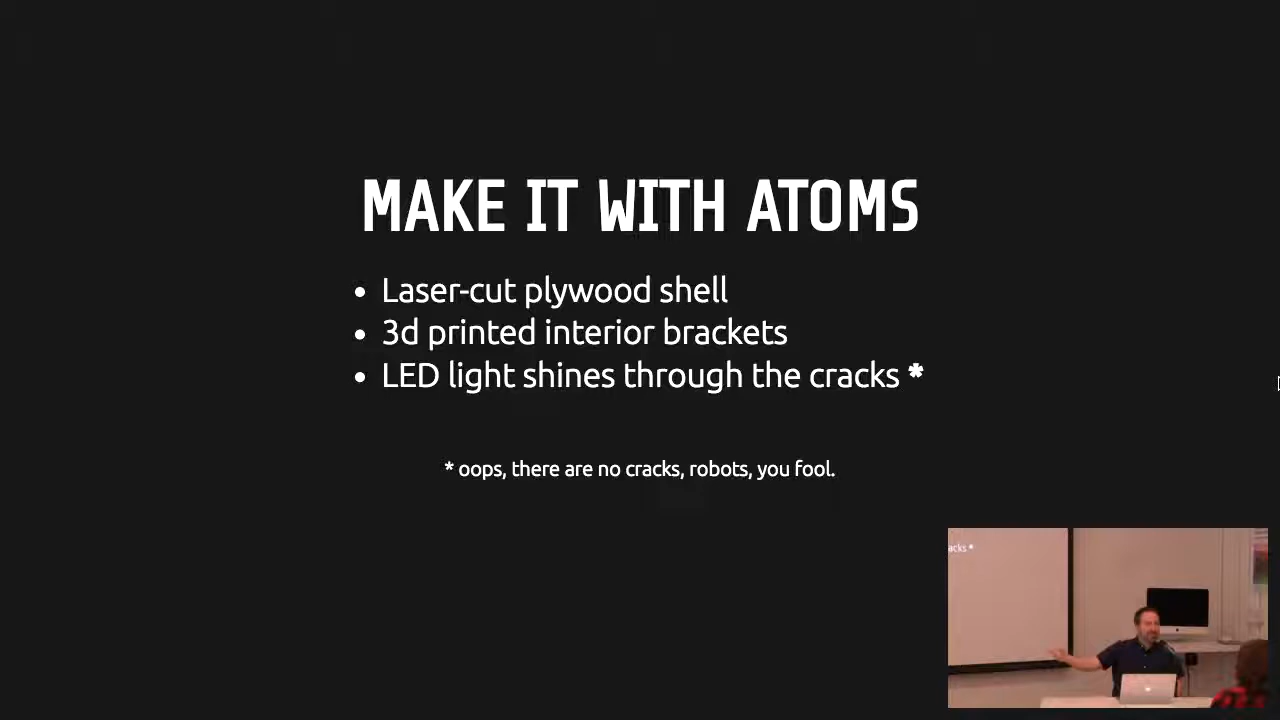 MAKE IT WITH ATOMS
• Laser-cut plywood shell
• 3d printed interior brackets
• LED light shines through the cracks *
* oops, there are no cracks, robots, you fool.
acks *